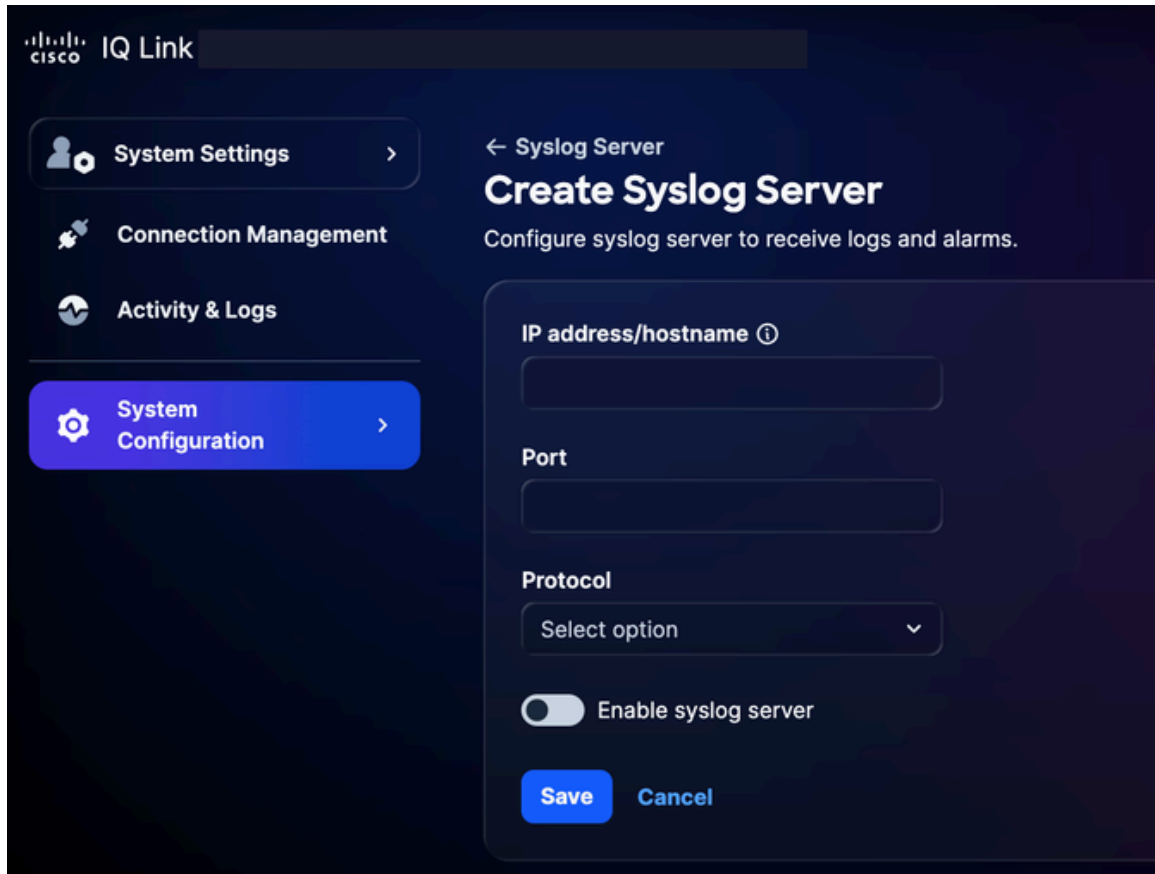 cisco IQ Link
System Settings
Connection Management
Activity & Logs
System
Configuration
← Syslog Server
Create Syslog Server
Configure syslog server to receive logs and alarms.
IP address/hostname
Port
Protocol
Select option
Enable syslog server
Save Cancel